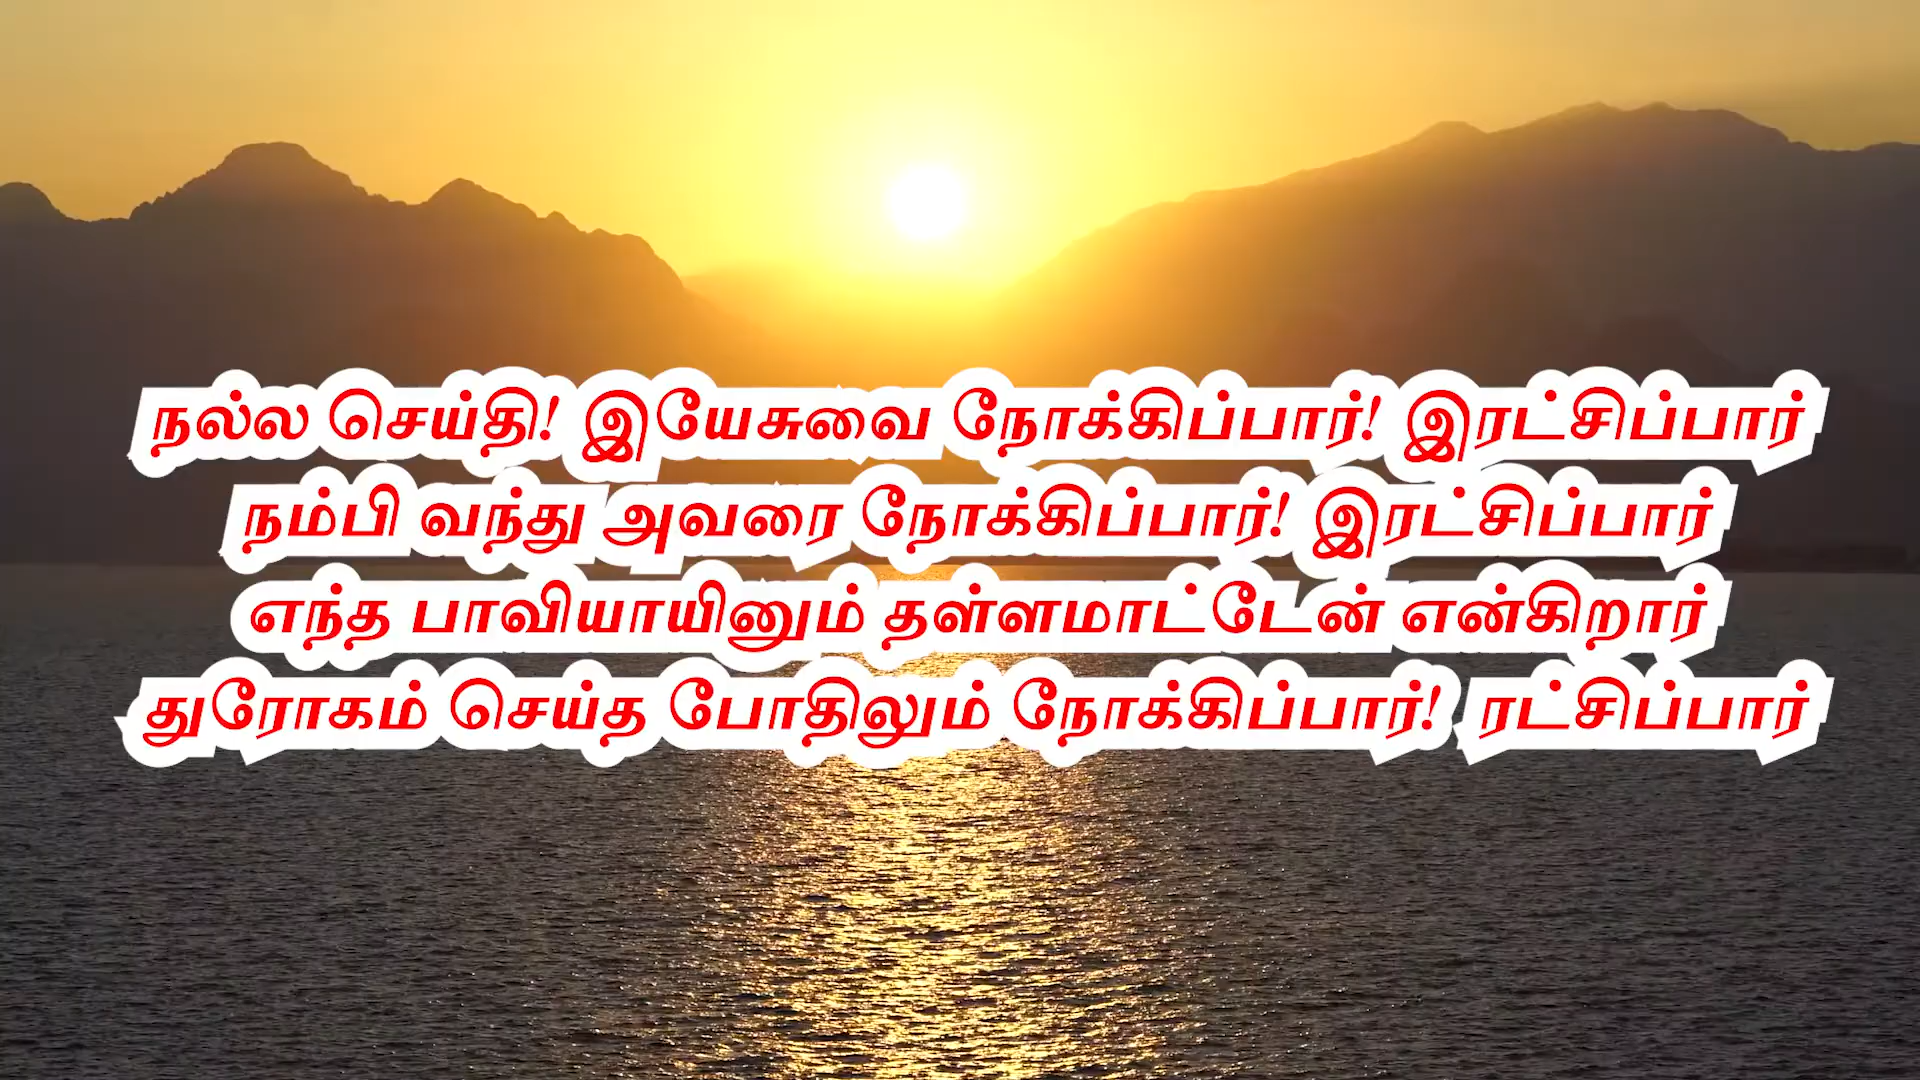 நல்ல செய்தி! இயேசுவை நோக்கிப்பார்! இரட்சிப்பார்
நம்பி வந்து அவரை நோக்கிப்பார்! இரட்சிப்பார்
எந்த பாவியாயினும் தள்ளமாட்டேன் என்கிறார்
துரோகம் செய்த போதிலும் நோக்கிப்பார்! ரட்சிப்பார்